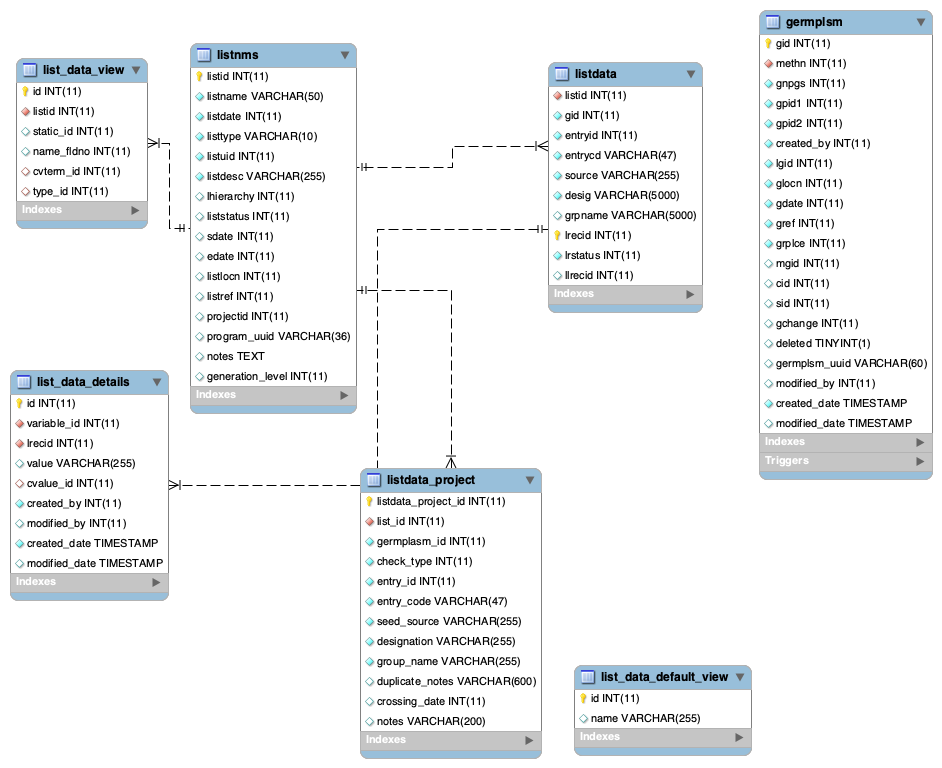 list_data_view
id INT(11)
listid INT(11)
static_id INT(11)
name_fldno INT(11)
cvterm_id INT(11)
type_id INT(11)
Indexes
listnms
listid INT(11)
listname VARCHAR(50)
listdate INT(11)
listtype VARCHAR(10)
listuid INT(11)
listdesc VARCHAR(255)
lhierarchy INT(11)
liststatus INT(11)
sdate INT(11)
edate INT(11)
listlocn INT(11)
listref INT(11)
projectid INT(11)
program_uuid VARCHAR(36)
notes TEXT
generation_level INT(11)
Indexes
listdata
listid INT(11)
gid INT(11)
entryid INT(11)
entrycd VARCHAR(47)
source VARCHAR(255)
desig VARCHAR(5000)
grpname VARCHAR(5000)
lrecid INT(11)
lrstatus INT(11)
llrecid INT(11)
Indexes
germplsm
gid INT(11)
methn INT(11)
gnpgs INT(11)
gpid1 INT(11)
gpid2 INT(11)
created_by INT(11)
lgid INT(11)
glocn INT(11)
gdate INT(11)
gref INT(11)
grplce INT(11)
mgid INT(11)
cid INT(11)
sid INT(11)
gchange INT(11)
deleted TINYINT(1)
germplsm_uuid VARCHAR(60)
modified_by INT(11)
created_date TIMESTAMP
modified_date TIMESTAMP
Indexes
Triggers
list_data_details
id INT(11)
variable_id INT(11)
lrecid INT(11)
value VARCHAR(255)
cvalue_id INT(11)
created_by INT(11)
modified_by INT(11)
created_date TIMESTAMP
modified_date TIMESTAMP
Indexes
listdata_project
listdata_project_id INT(11)
list_id INT(11)
germplasm_id INT(11)
check_type INT(11)
entry_id INT(11)
entry_code VARCHAR(47)
seed_source VARCHAR(255)
designation VARCHAR(255)
group_name VARCHAR(255)
duplicate_notes VARCHAR(600)
crossing_date INT(11)
notes VARCHAR(200)
Indexes
list_data_default_view
id INT(11)
name VARCHAR(255)
Indexes